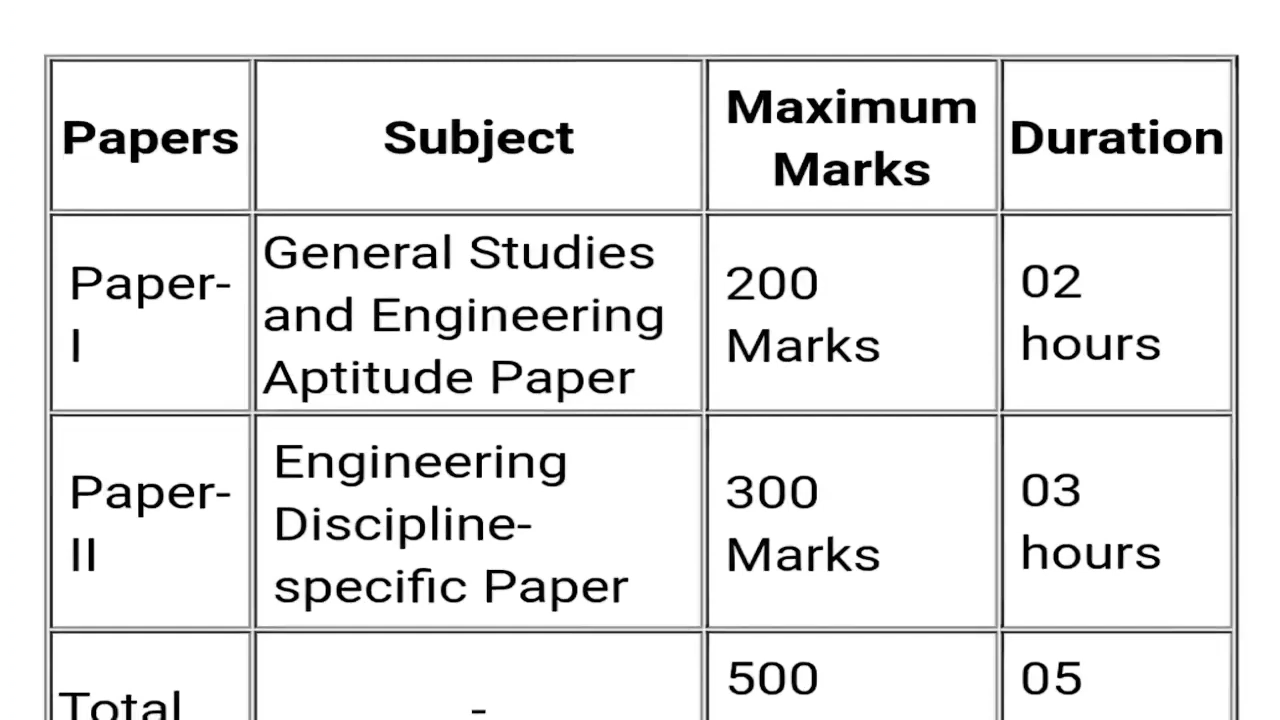 Papers
Subject
Maximum
Marks
Duration
Paper-
I
General Studies
and Engineering
Aptitude Paper
200
Marks
02
hours
Paper-
II
Engineering
Discipline-
specific Paper
300
Marks
03
hours
Total
-
500
05